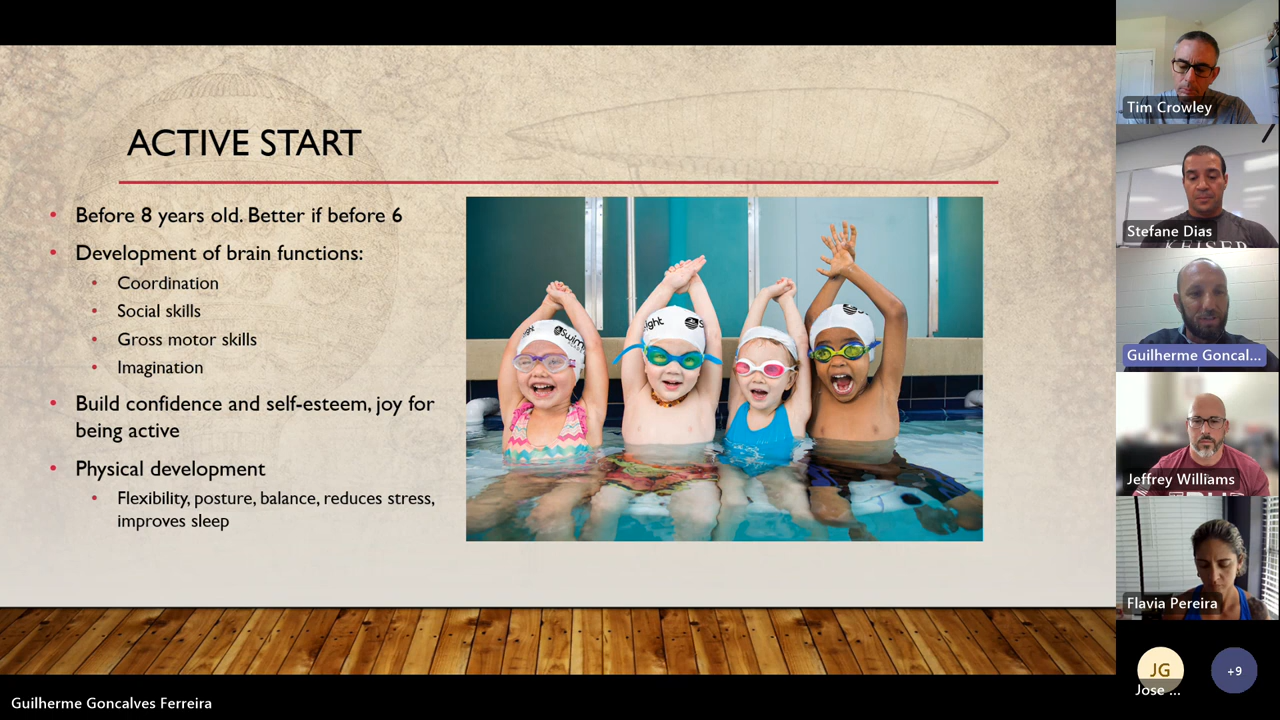 ACTIVE START
Before 8 years old. Better if before 6
Development of brain functions:
Coordination
Social skills
Gross motor skills
Imagination
Build confidence and self-esteem, joy for
being active
Physical development
Flexibility, posture, balance, reduces stress,
improves sleep
Tim Crowley
Stefane Dias
KEISER
Guilherme Goncal...
Jeffrey Williams
Flavia Pereira
JG
Jose ...
+9
Guilherme Goncalves Ferreira